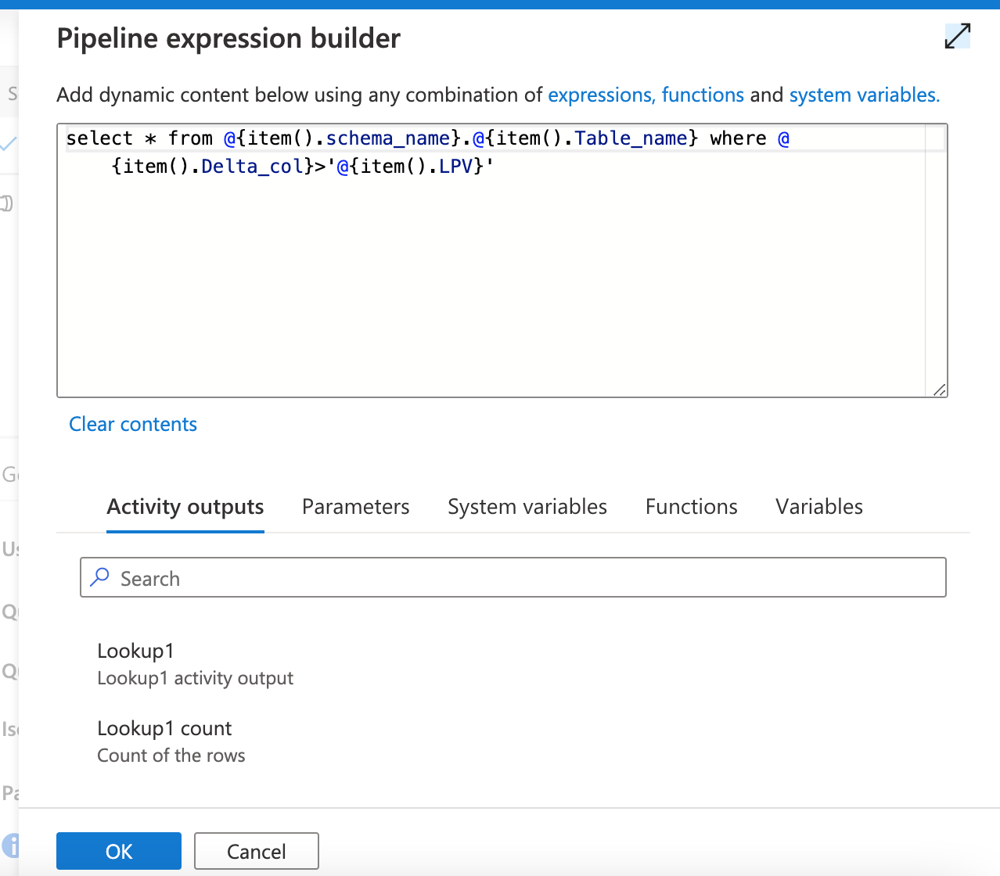 Pipeline expression builder
Add dynamic content below using any combination of expressions, functions and system variables.
select * from @{item().schema_name}.@{item().Table_name} where @
{item().Delta_col}>'@{item().LPV}'
Clear contents
Activity outputs Parameters System variables Functions Variables
Search
Lookup1
Lookup1 activity output
Lookup1 count
Count of the rows
OK Cancel